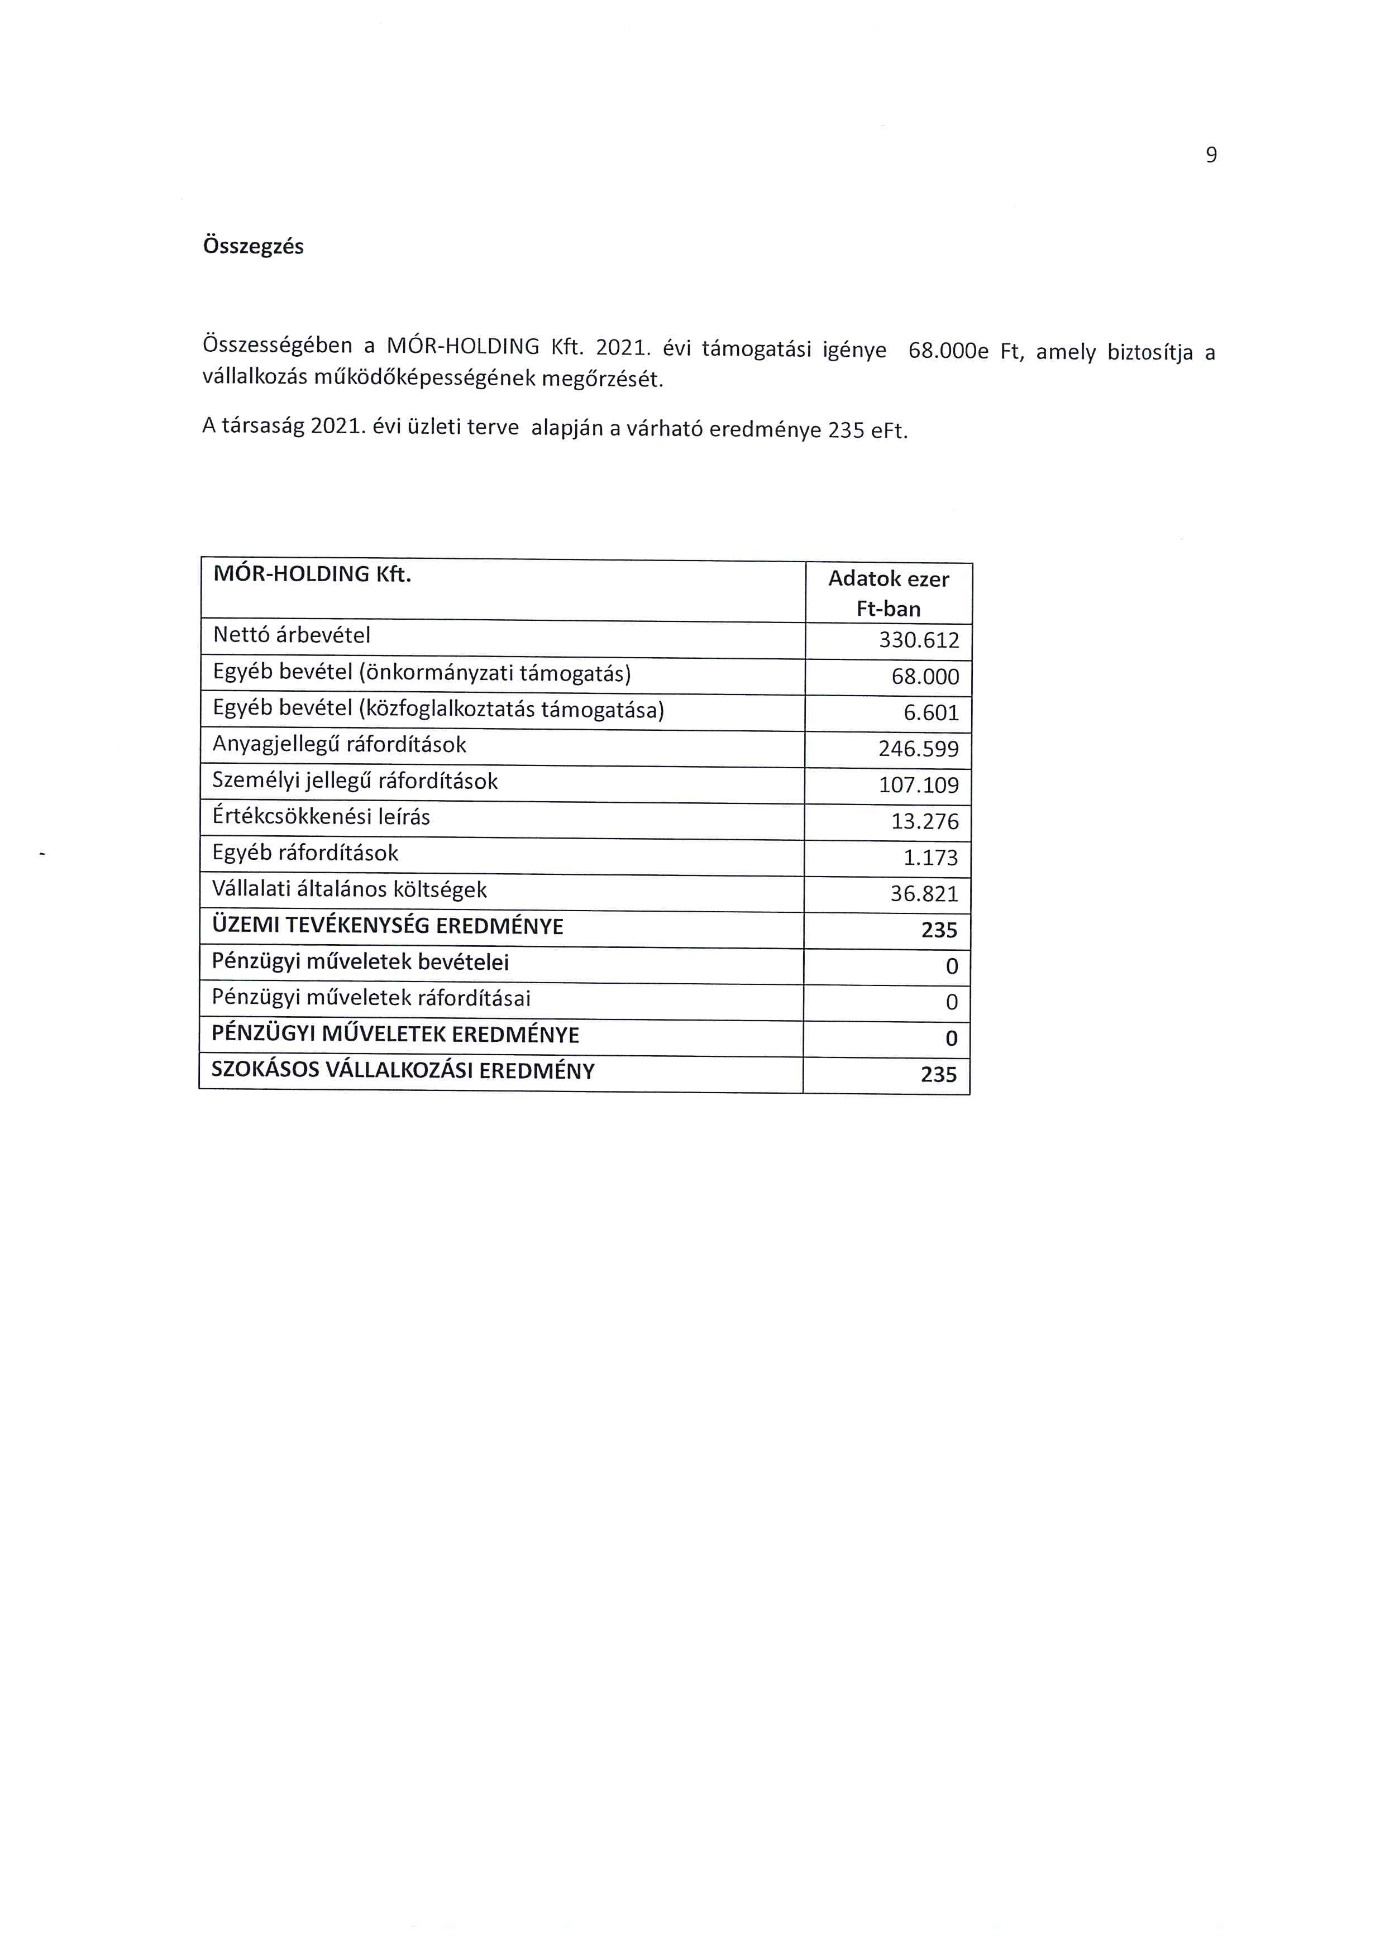 9
Összegzés
Összességében a MÓR-HOLDING Kft. 2021. évi támogatási igénye 68.000e Ft, amely biztosítja a
vállalkozás működőképességének megőrzését.
A társaság 2021. évi üzleti terve alapján a várható eredménye 235 eFt.
MÓR-HOLDING Kft. Adatok ezer
Ft-ban
Nettó árbevétel 330.612
Egyéb bevétel (önkormányzati támogatás) 68.000
Egyéb bevétel (közfoglalkoztatás támogatása) 6.601
Anyagjellegű ráfordítások 246.599
Személyi jellegű ráfordítások 107.109
Értékcsökkenési leírás 13.276
Egyéb ráfordítások 1.173
Vállalati általános költségek 36.821
ÜZEMI TEVÉKENYSÉG EREDMÉNYE 235
Pénzügyi műveletek bevételei 0
Pénzügyi műveletek ráfordításai 0
PÉNZÜGYI MŰVELETEK EREDMÉNYE 0
SZOKÁSOS VÁLLALKOZÁSI EREDMÉNY 235